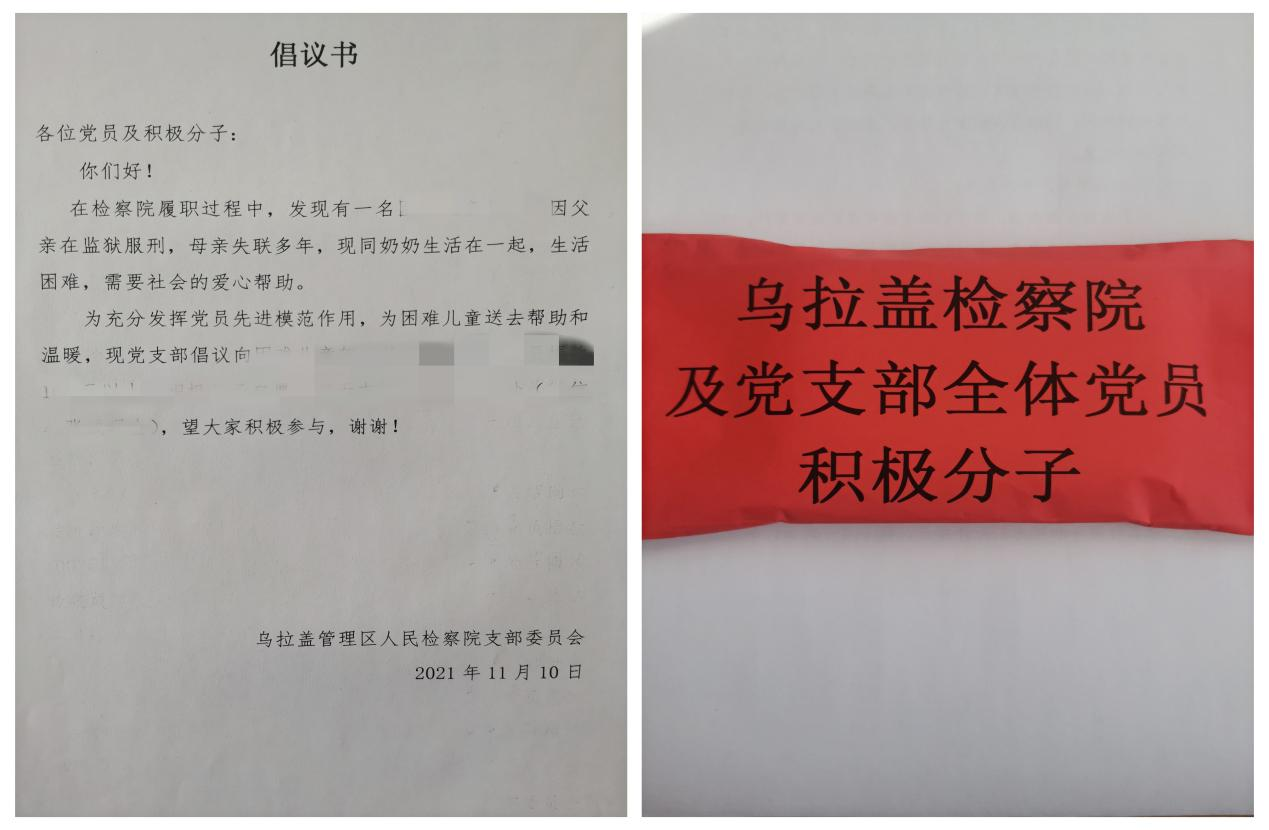 倡议书
各位党员及积极分子：
你们好！
在检察院履职过程中，发现有一名
因父
亲在监狱服刑，母亲失联多年，现同奶奶生活在一起，生活
困难，需要社会的爱心帮助。
为充分发挥党员先进模范作用，为困难儿童送去帮助和
温暖，现党支部倡议向
），望大家积极参与，谢谢！
乌拉盖管理区人民检察院支部委员会
2021 年 11 月 10 日
乌拉盖检察院
及党支部全体党员
积极分子